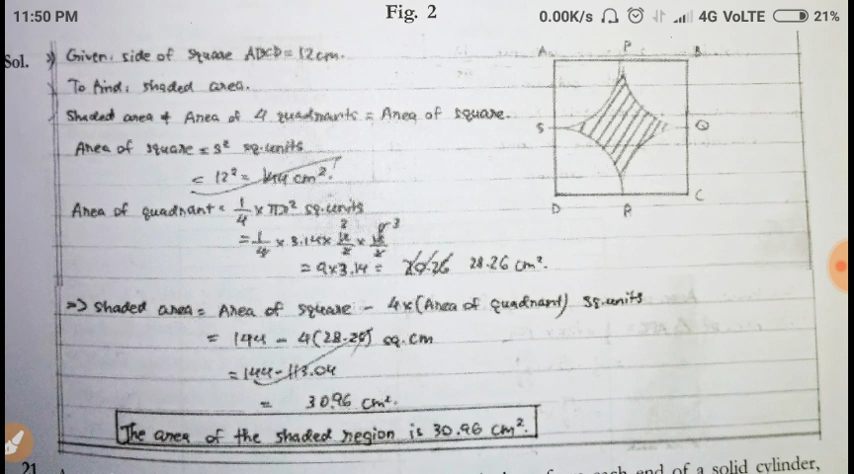 11:50 PM Fig. 2 0.00K/s 4G VoLTE 21%
Sol. Given: side of square ABCD = 12cm.
To find: shaded area.
Shaded area + Area of 4 quadrants = Area of square.
Area of square = s² sq.units
= 12² = 144 cm².
Area of quadrant = 1/4 × πr² sq.units
= 1/4 × 3.14 × 12/2 × 12/2
= 9×3.14 = 28.26 cm².
=> Shaded area = Area of square - 4×(Area of quadrant) sq.units
= 144 - 4(28.26) sq.cm
= 144-113.04
= 30.96 cm².
The area of the shaded region is 30.96 cm².
A P B
S Q
D R C
21 each end of a solid cylinder,